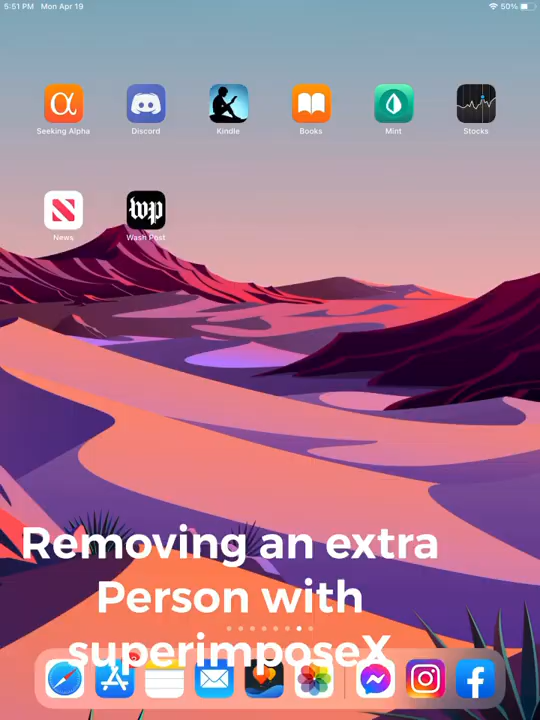 5:51 PM Mon Apr 19
50%
Seeking Alpha
Discord
Kindle
Books
Mint
Stocks
wp
News
Wash Post
Removing an extra
Person with
superimposeX